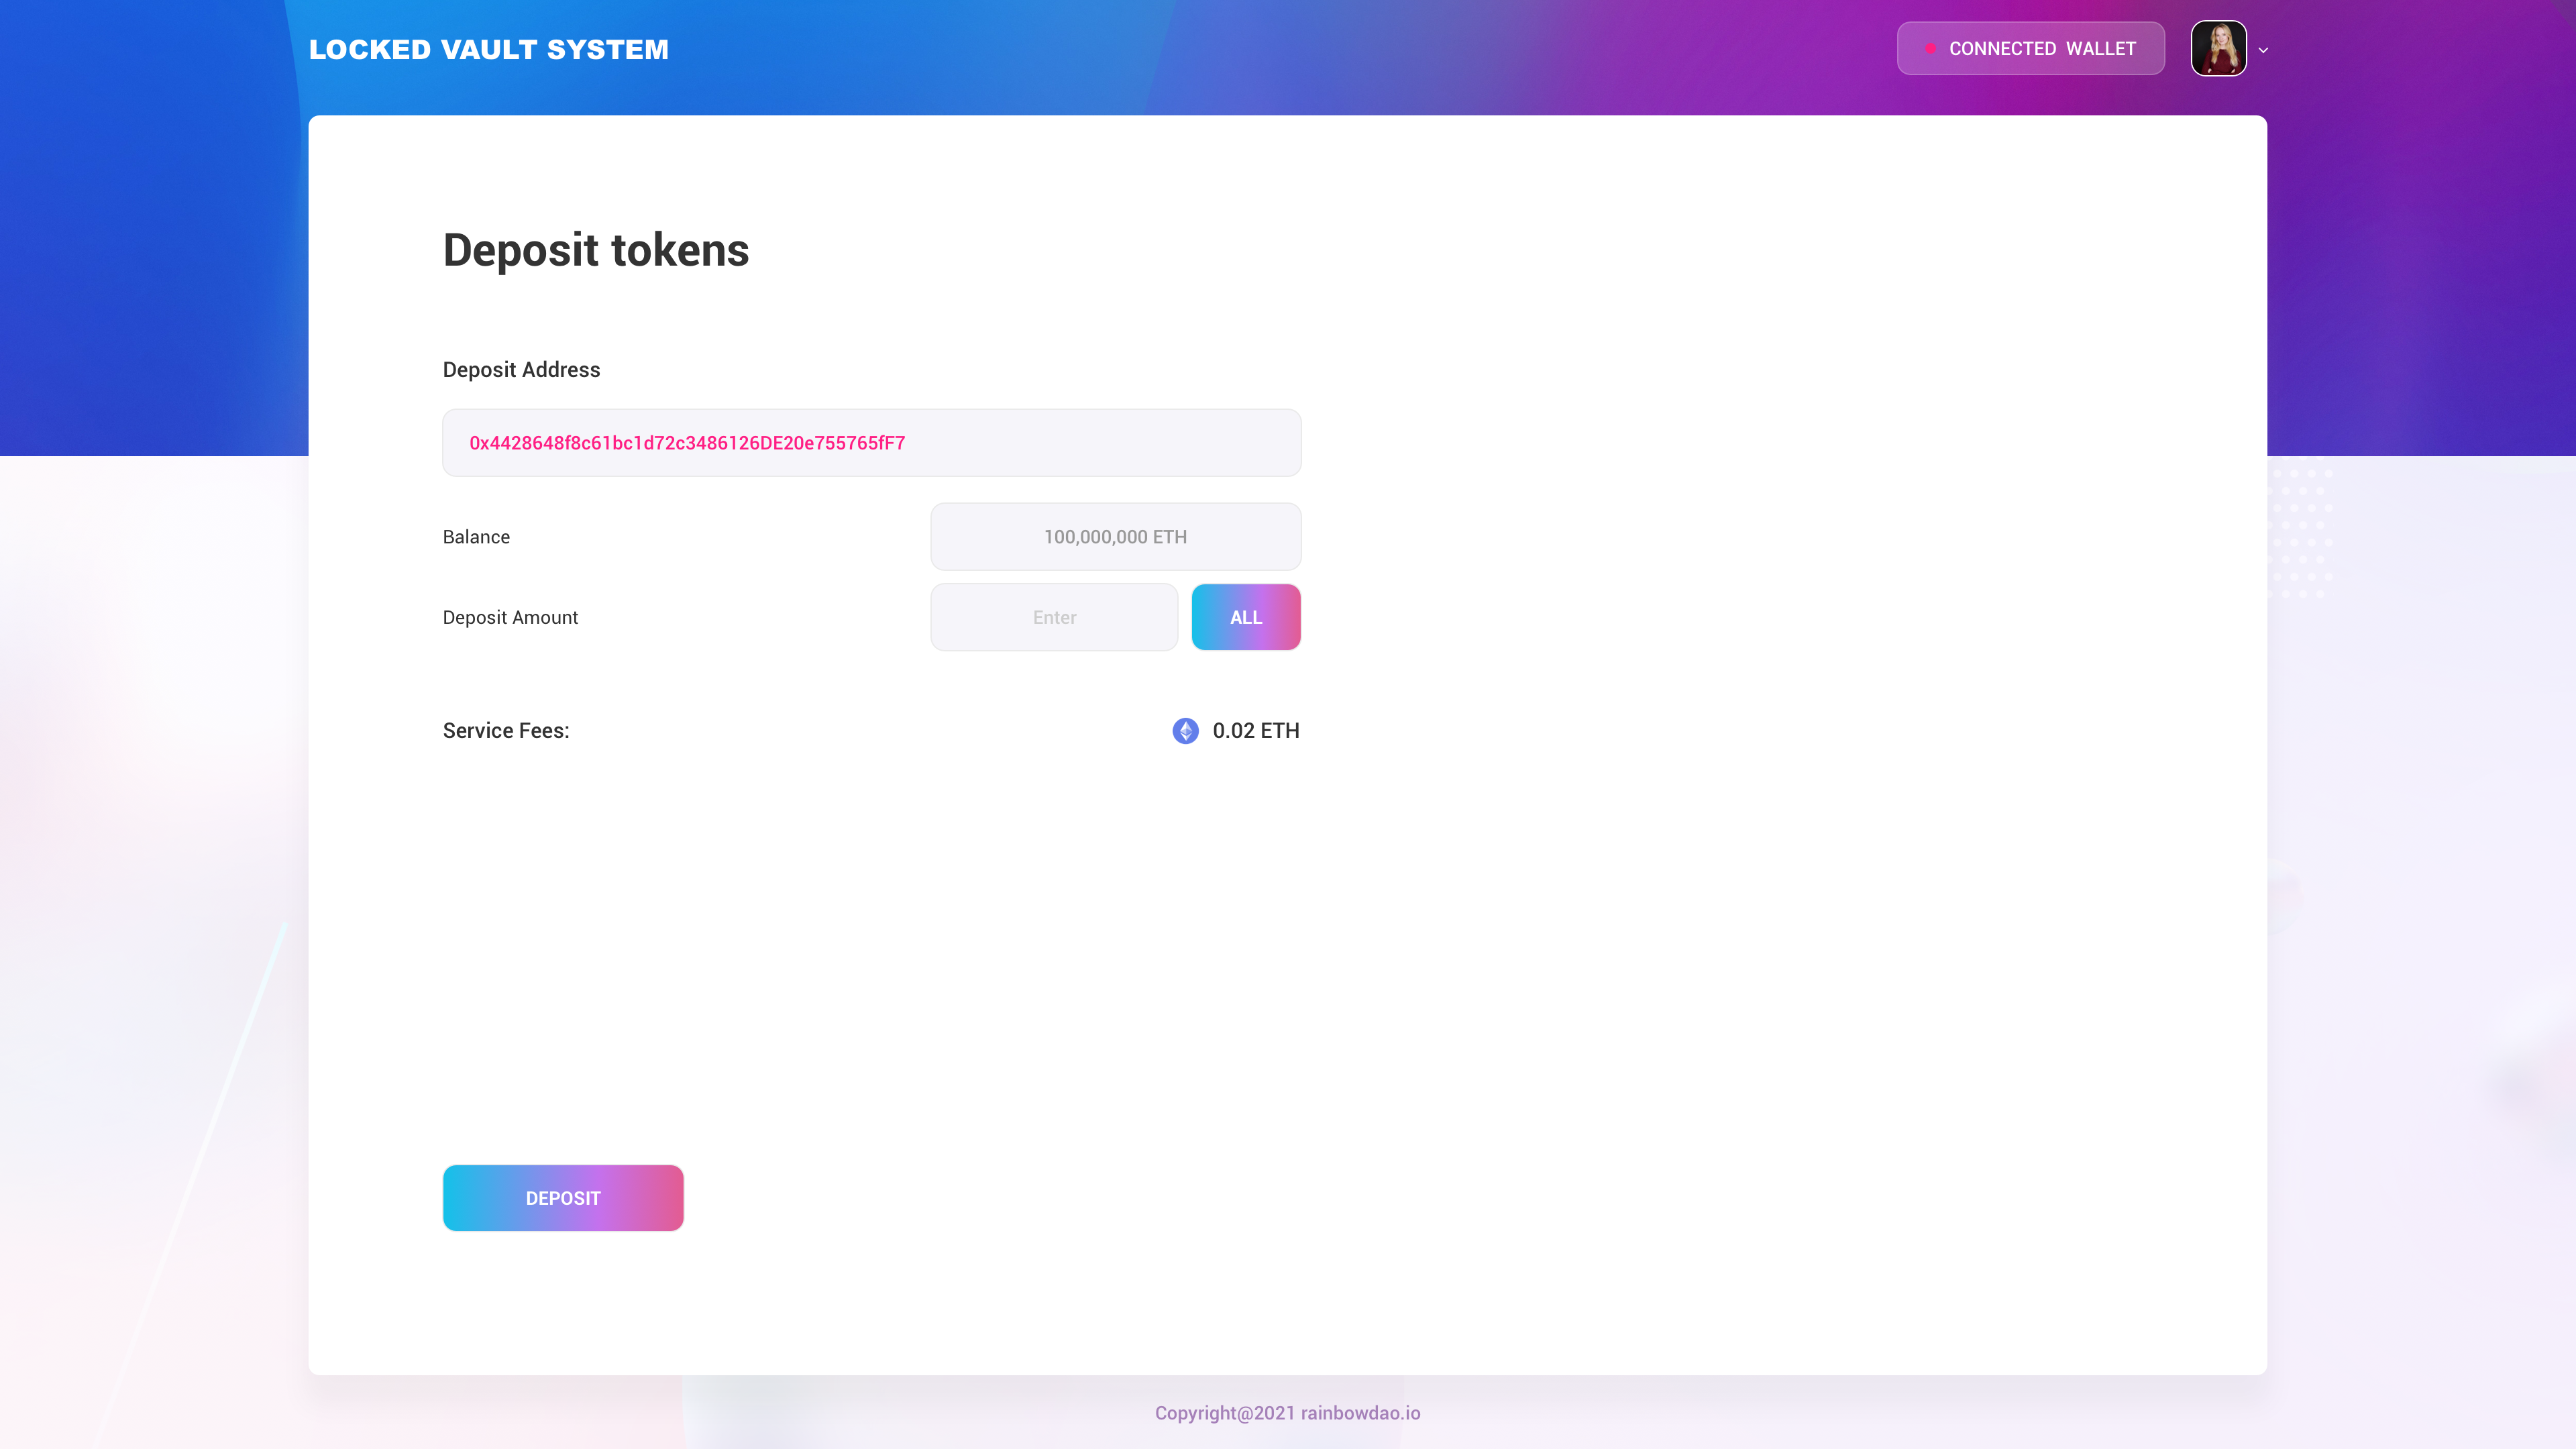 LOCKED VAULT SYSTEM
CONNECTED WALLET
Deposit tokens
Deposit Address
0x4428648f8c61bc1d72c3486126DE20e755765fF7
Balance
100,000,000 ETH
Deposit Amount
Enter
ALL
Service Fees:
0.02 ETH
DEPOSIT
Copyright@2021 rainbowdao.io